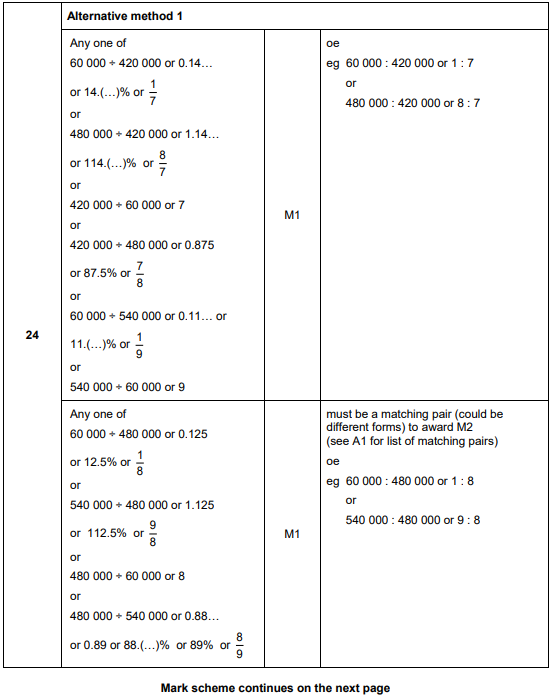 Alternative method 1
24
Any one of
60 000 ÷ 420 000 or 0.14…
or 14.(…)% or 1/7
or
480 000 ÷ 420 000 or 1.14…
or 114.(…)% or 8/7
or
420 000 ÷ 60 000 or 7
or
420 000 ÷ 480 000 or 0.875
or 87.5% or 7/8
or
60 000 ÷ 540 000 or 0.11… or
11.(…)% or 1/9
or
540 000 ÷ 60 000 or 9
M1
oe
eg 60 000 : 420 000 or 1 : 7
or
480 000 : 420 000 or 8 : 7
Any one of
60 000 ÷ 480 000 or 0.125
or 12.5% or 1/8
or
540 000 ÷ 480 000 or 1.125
or 112.5% or 9/8
or
480 000 ÷ 60 000 or 8
or
480 000 ÷ 540 000 or 0.88…
or 0.89 or 88.(…)% or 89% or 8/9
M1
must be a matching pair (could be
different forms) to award M2
(see A1 for list of matching pairs)
oe
eg 60 000 : 480 000 or 1 : 8
or
540 000 : 480 000 or 9 : 8
Mark scheme continues on the next page